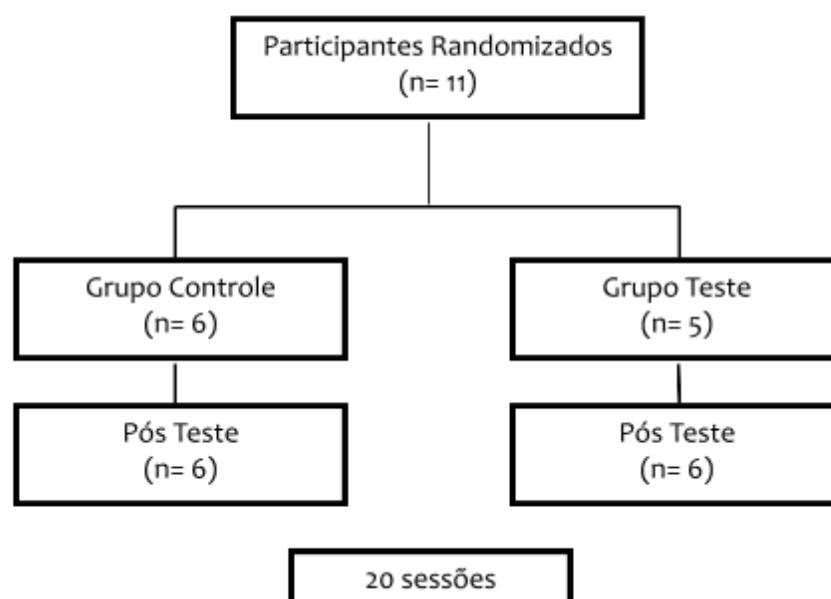 Participantes Randomizados
(n= 11)
Grupo Controle
(n= 6)
Grupo Teste
(n= 5)
Pós Teste
(n= 6)
Pós Teste
(n= 6)
20 sessões